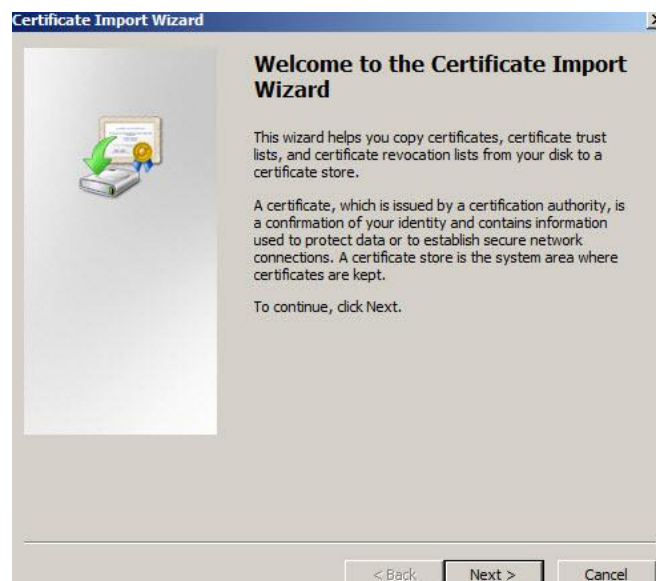 Certificate Import Wizard
Welcome to the Certificate Import
Wizard
This wizard helps you copy certificates, certificate trust
lists, and certificate revocation lists from your disk to a
certificate store.
A certificate, which is issued by a certification authority, is
a confirmation of your identity and contains information
used to protect data or to establish secure network
connections. A certificate store is the system area where
certificates are kept.
To continue, click Next.
< Back Next > Cancel